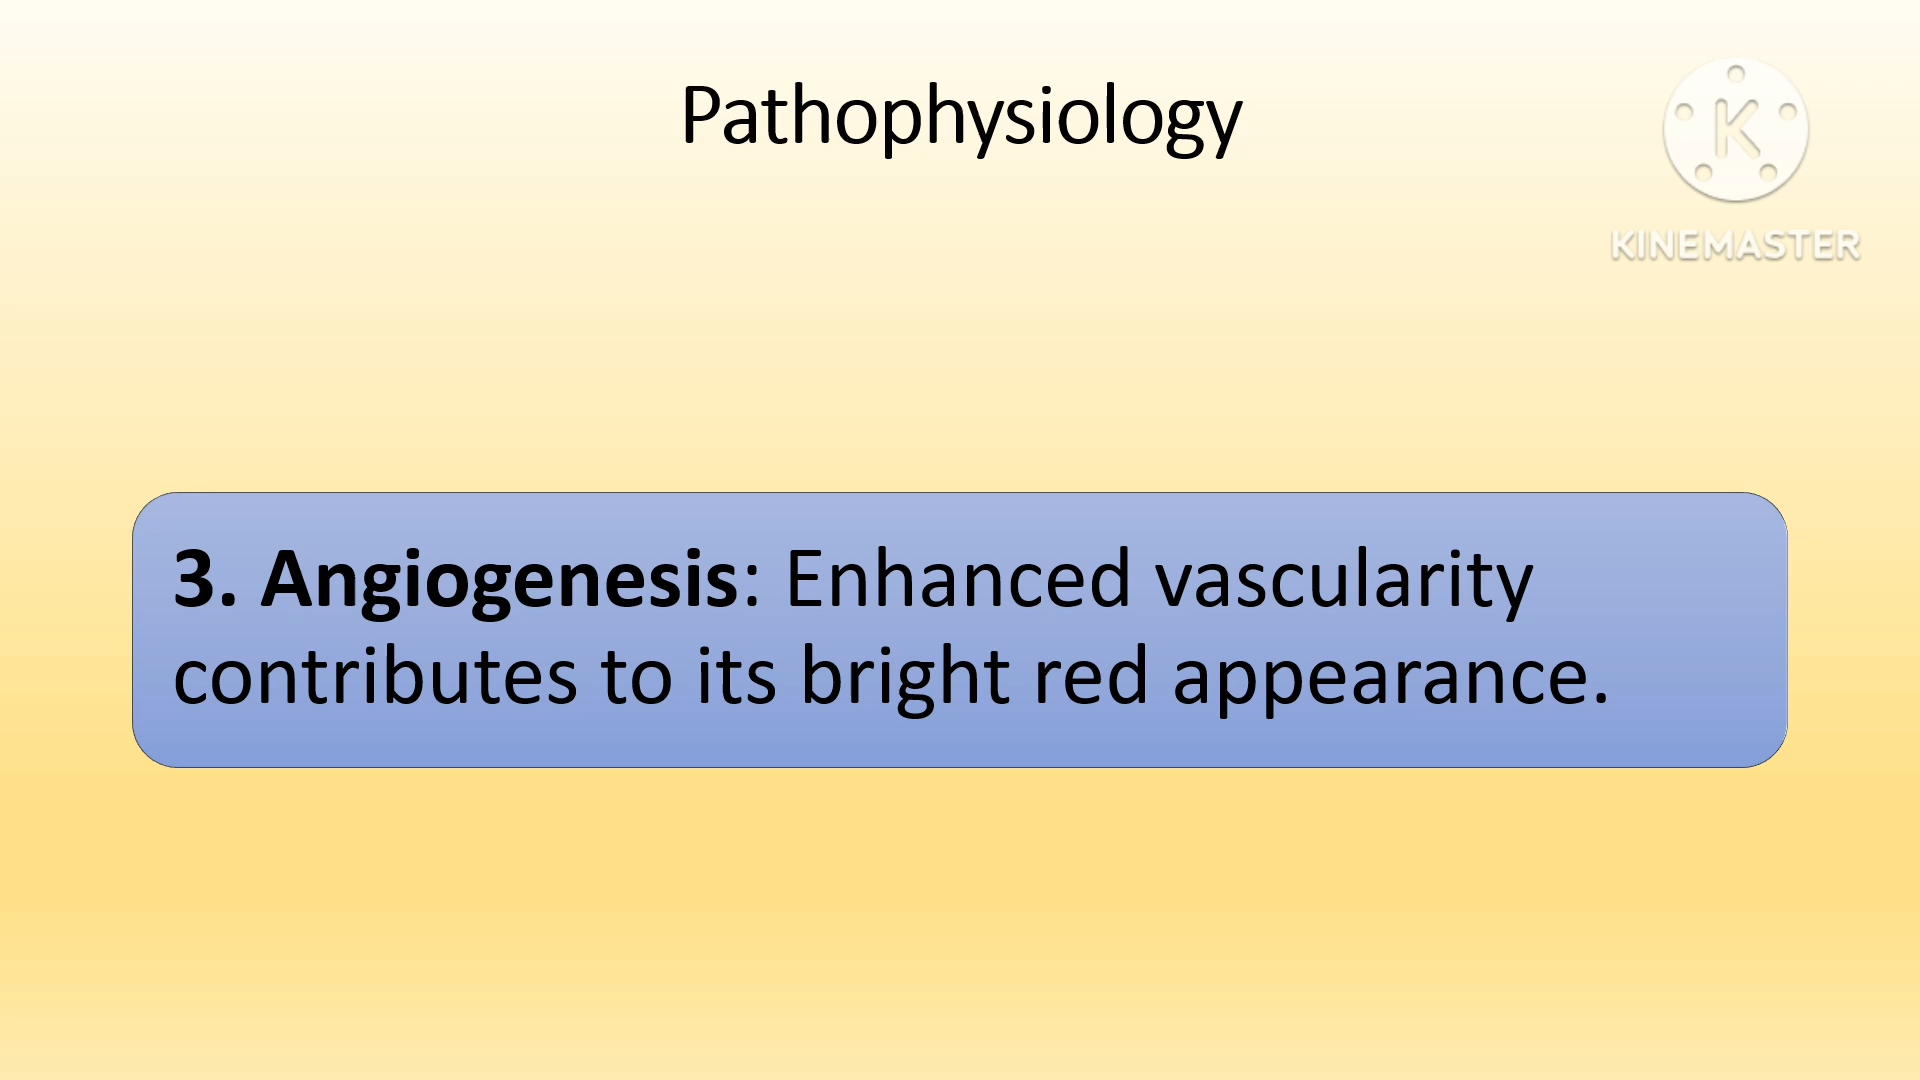 Pathophysiology
K
KINEMASTER
3. Angiogenesis: Enhanced vascularity
contributes to its bright red appearance.